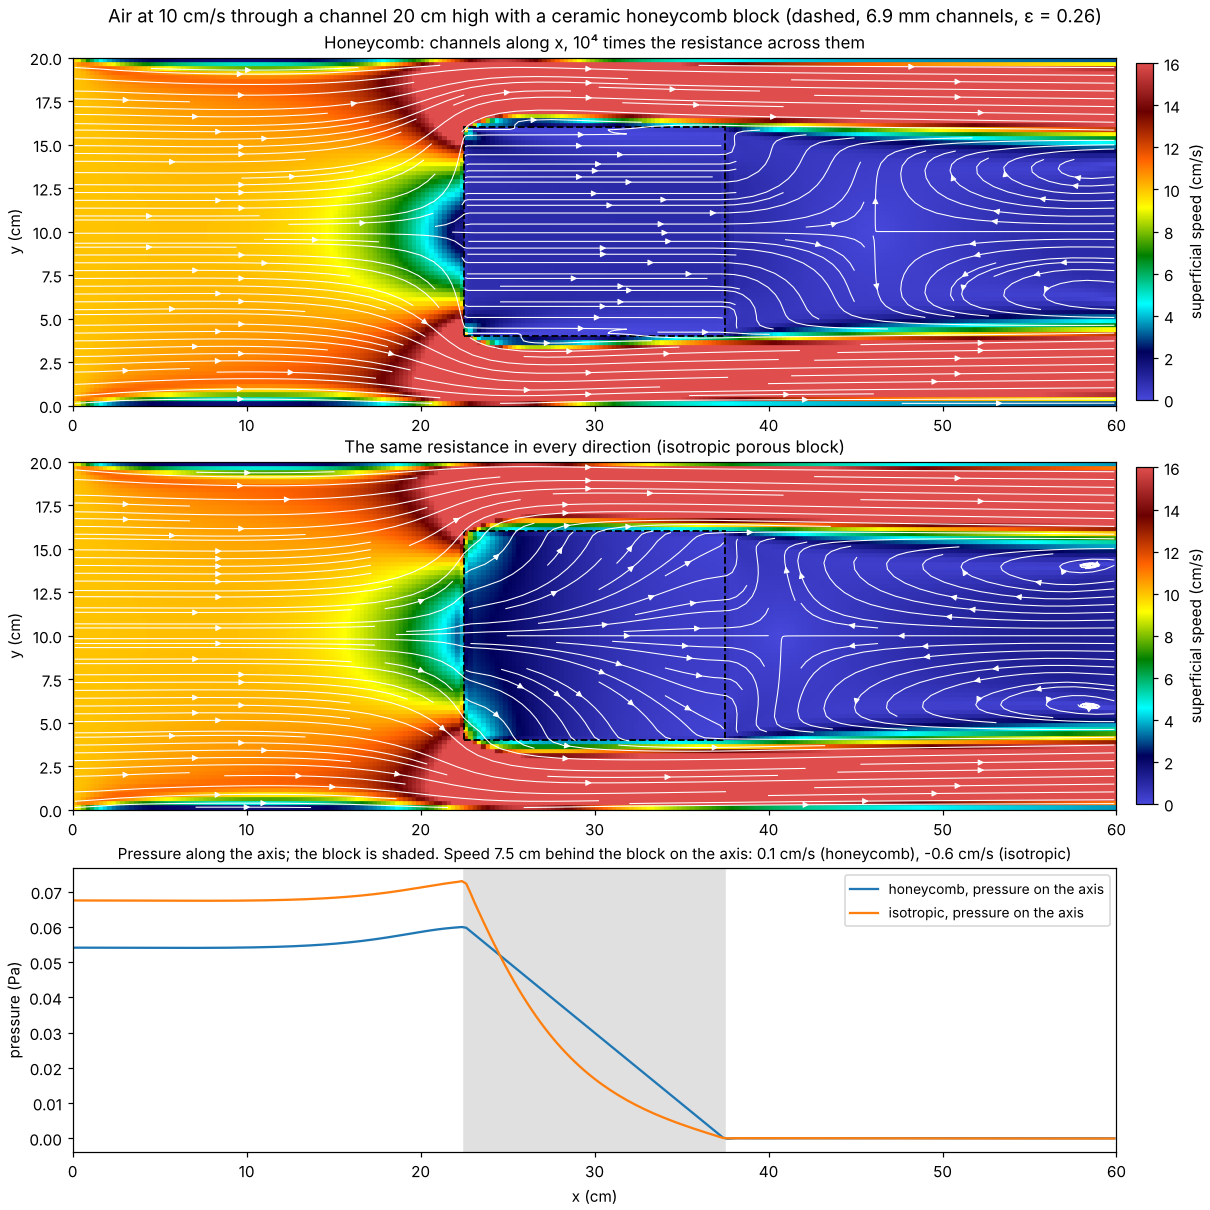 Air at 10 cm/s through a channel 20 cm high with a ceramic honeycomb block (dashed, 6.9 mm channels, ε = 0.26)
Honeycomb: channels along x, 10⁴ times the resistance across them
20.0
17.5
15.0
12.5
10.0
7.5
5.0
2.5
0.0
y (cm)
0 10 20 30 40 50 60
16
14
12
10
8
6
4
2
0
superficial speed (cm/s)
The same resistance in every direction (isotropic porous block)
20.0
17.5
15.0
12.5
10.0
7.5
5.0
2.5
0.0
y (cm)
0 10 20 30 40 50 60
16
14
12
10
8
6
4
2
0
superficial speed (cm/s)
Pressure along the axis; the block is shaded. Speed 7.5 cm behind the block on the axis: 0.1 cm/s (honeycomb), -0.6 cm/s (isotropic)
0.07
0.06
0.05
0.04
0.03
0.02
0.01
0.00
pressure (Pa)
honeycomb, pressure on the axis
isotropic, pressure on the axis
0 10 20 30 40 50 60
x (cm)